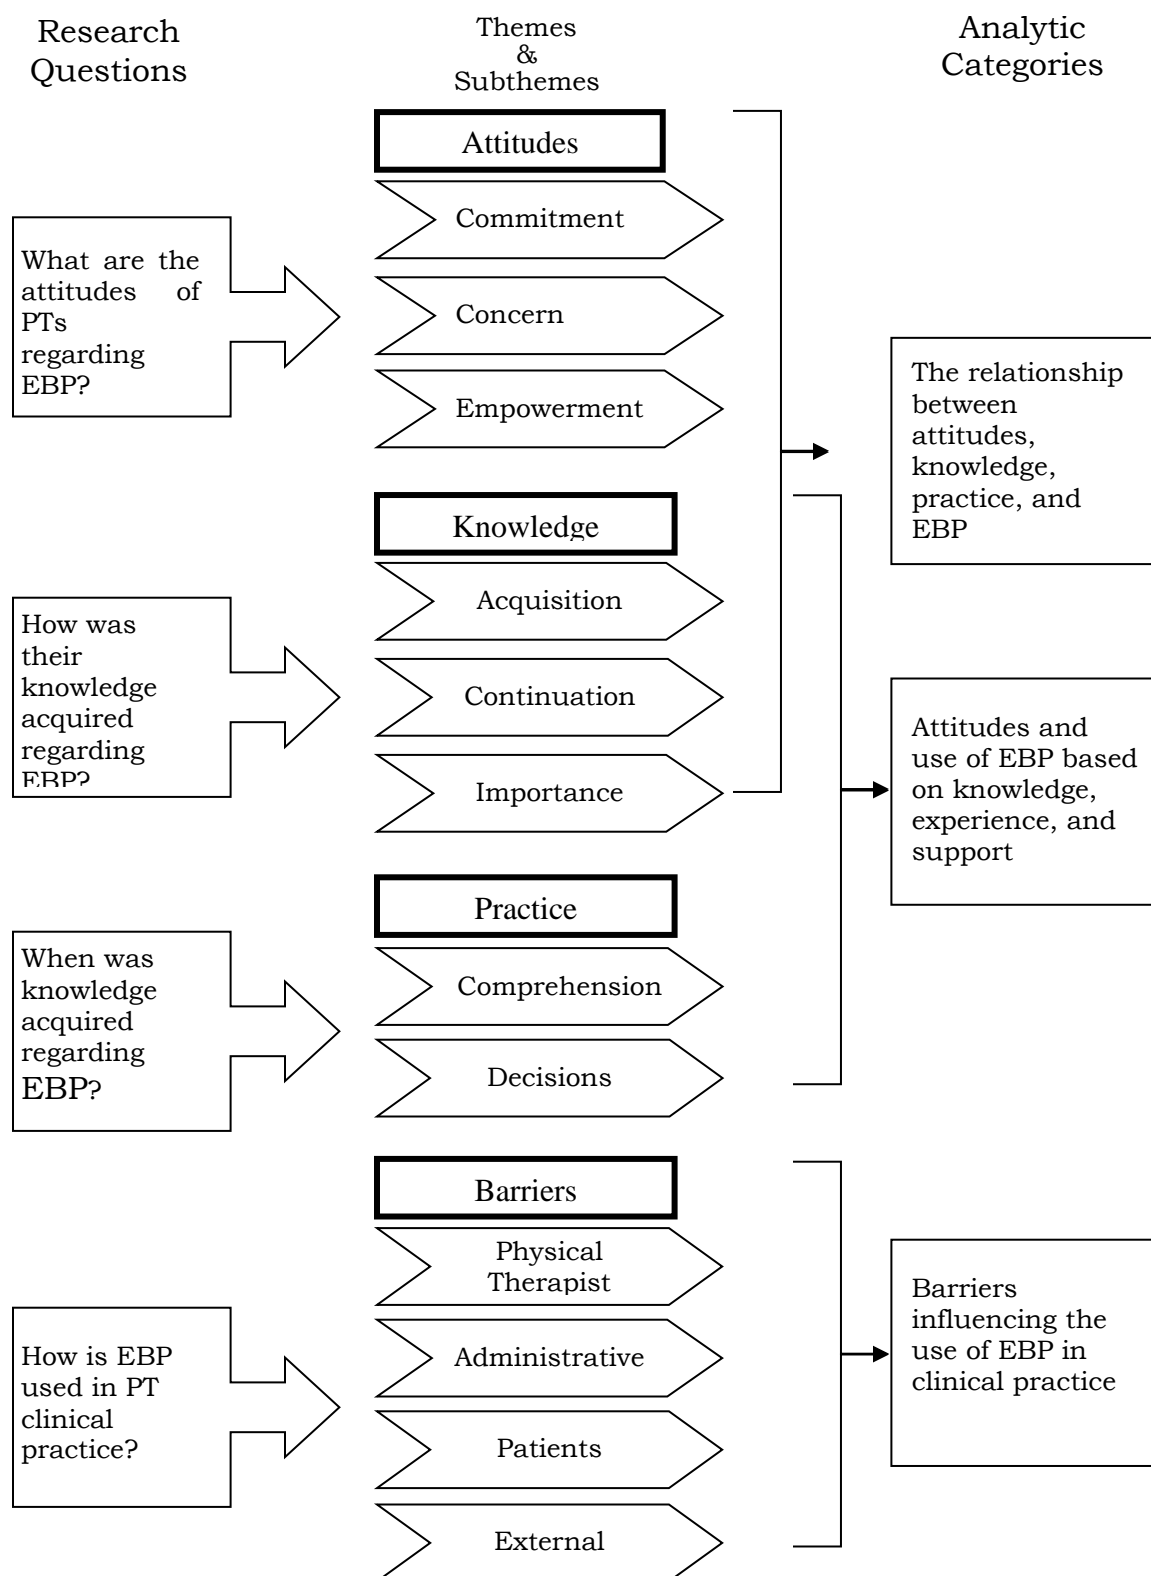 Research
Questions
Themes
&
Subthemes
Analytic
Categories
Attitudes
Commitment
What are the
attitudes of
PTs
regarding
EBP?
Concern
Empowerment
The relationship
between
attitudes,
knowledge,
practice, and
EBP
Knowledge
Acquisition
How was
their
knowledge
acquired
regarding
EBP?
Continuation
Importance
Attitudes and
use of EBP based
on knowledge,
experience, and
support
Practice
Comprehension
When was
knowledge
acquired
regarding
EBP?
Decisions
Barriers
Physical
Therapist
Administrative
How is EBP
used in PT
clinical
practice?
Barriers
influencing the
use of EBP in
clinical practice
Patients
External